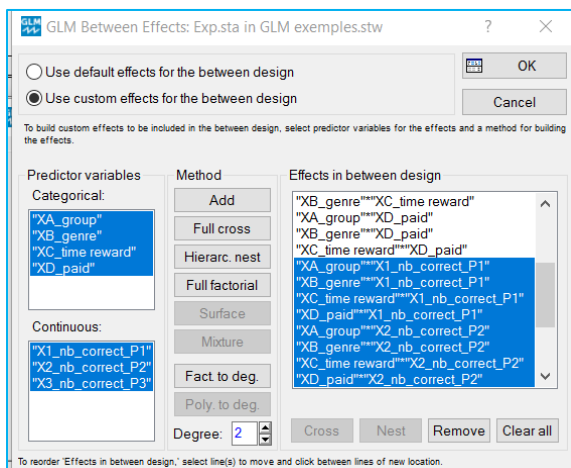 GLM GLM Between Effects: Exp.sta in GLM exemples.stw ? ×
Use default effects for the between design
Use custom effects for the between design
OK
Cancel
To build custom effects to be included in the between design, select predictor variables for the effects and a method for building
the effects.
Predictor variables
Categorical:
"XA_group"
"XB_genre"
"XC_time reward"
"XD_paid"
Continuous:
"X1_nb_correct_P1"
"X2_nb_correct_P2"
"X3_nb_correct_P3"
Method
Add
Full cross
Hierarc. nest
Full factorial
Surface
Mixture
Fact. to deg.
Poly. to deg.
Degree: 2
Effects in between design
"XB_genre"*"XC_time reward"
"XA_group"*"XD_paid"
"XB_genre"*"XD_paid"
"XC_time reward"*"XD_paid"
"XA_group"*"X1_nb_correct_P1"
"XB_genre"*"X1_nb_correct_P1"
"XC_time reward"*"X1_nb_correct_P1"
"XD_paid"*"X1_nb_correct_P1"
"XA_group"*"X2_nb_correct_P2"
"XB_genre"*"X2_nb_correct_P2"
"XC_time reward"*"X2_nb_correct_P2"
"XD_paid"*"X2_nb_correct_P2"
Cross
Nest
Remove
Clear all
To reorder 'Effects in between design,' select line(s) to move and click between lines of new location.